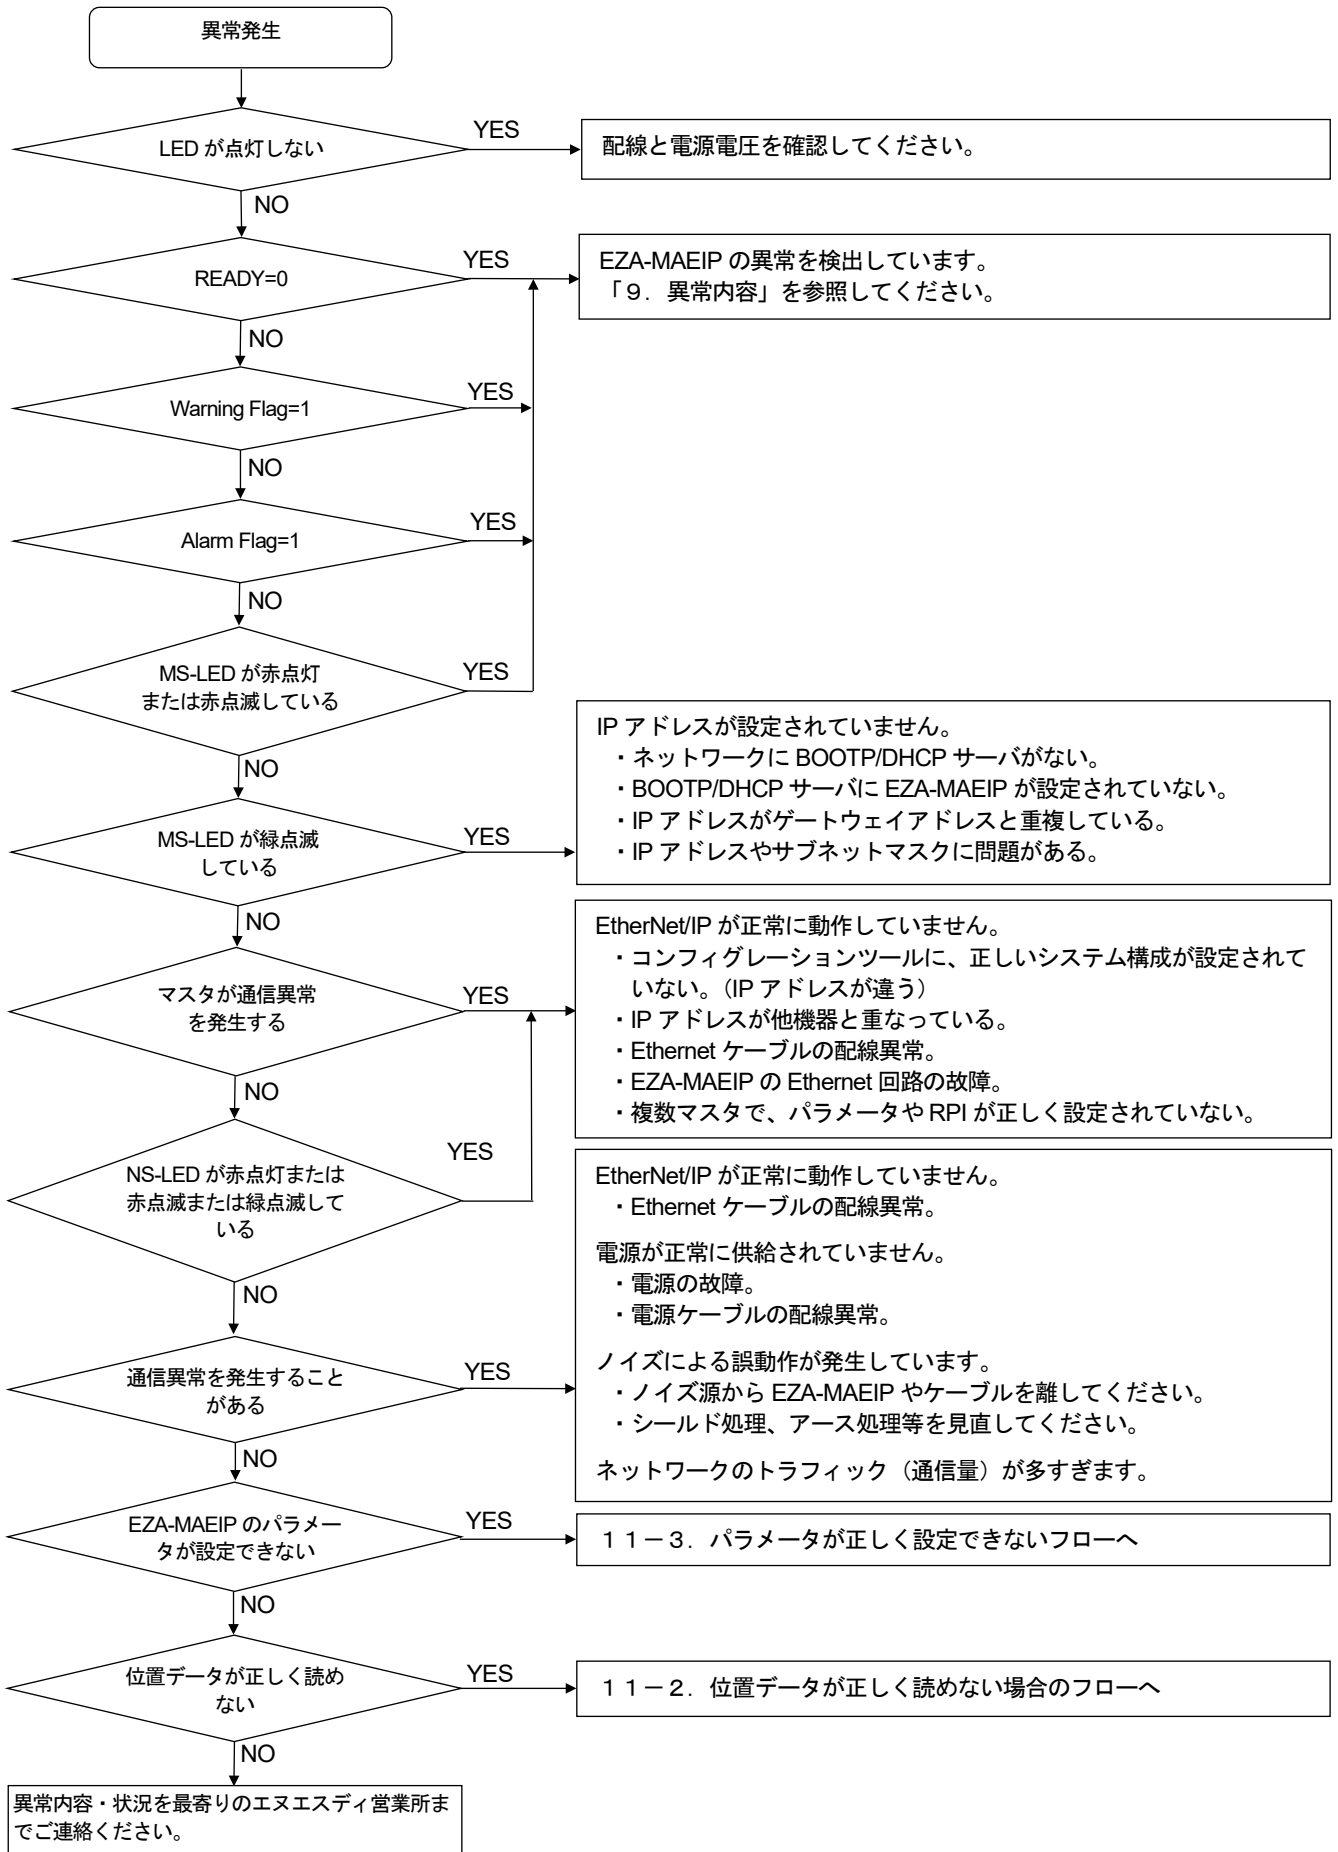 異常発生
LED が点灯しない
YES
配線と電源電圧を確認してください。
NO
READY=0
YES
EZA-MAEIP の異常を検出しています。
「９．異常内容」を参照してください。
NO
Warning Flag=1
YES
NO
Alarm Flag=1
YES
NO
MS-LED が赤点灯
または赤点滅している
YES
NO
MS-LED が緑点滅
している
YES
IP アドレスが設定されていません。
・ネットワークに BOOTP/DHCP サーバがない。
・BOOTP/DHCP サーバに EZA-MAEIP が設定されていない。
・IP アドレスがゲートウェイアドレスと重複している。
・IP アドレスやサブネットマスクに問題がある。
NO
マスタが通信異常
を発生する
YES
EtherNet/IP が正常に動作していません。
・コンフィグレーションツールに、正しいシステム構成が設定されて
いない。（IP アドレスが違う）
・IP アドレスが他機器と重なっている。
・Ethernet ケーブルの配線異常。
・EZA-MAEIP の Ethernet 回路の故障。
・複数マスタで、パラメータや RPI が正しく設定されていない。
NO
NS-LED が赤点灯または
赤点滅または緑点滅して
いる
YES
NO
通信異常を発生すること
がある
YES
EtherNet/IP が正常に動作していません。
・Ethernet ケーブルの配線異常。
電源が正常に供給されていません。
・電源の故障。
・電源ケーブルの配線異常。
ノイズによる誤動作が発生しています。
・ノイズ源から EZA-MAEIP やケーブルを離してください。
・シールド処理、アース処理等を見直してください。
ネットワークのトラフィック（通信量）が多すぎます。
NO
EZA-MAEIP のパラメー
タが設定できない
YES
１１－３．パラメータが正しく設定できないフローへ
NO
位置データが正しく読め
ない
YES
１１－２．位置データが正しく読めない場合のフローへ
NO
異常内容・状況を最寄りのエヌエスディ営業所ま
でご連絡ください。